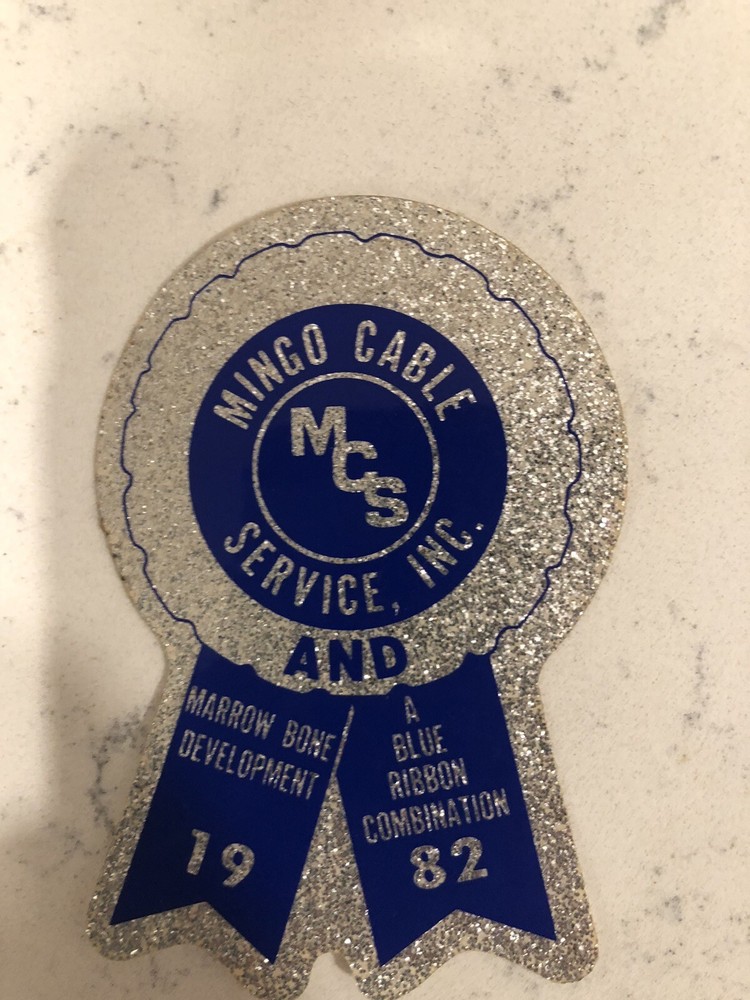 MINGO CABLE
MCS
SERVICE, INC.
AND
MARROW BONE
DEVELOPMENT
19
A
BLUE
RIBBON
COMBINATION
82